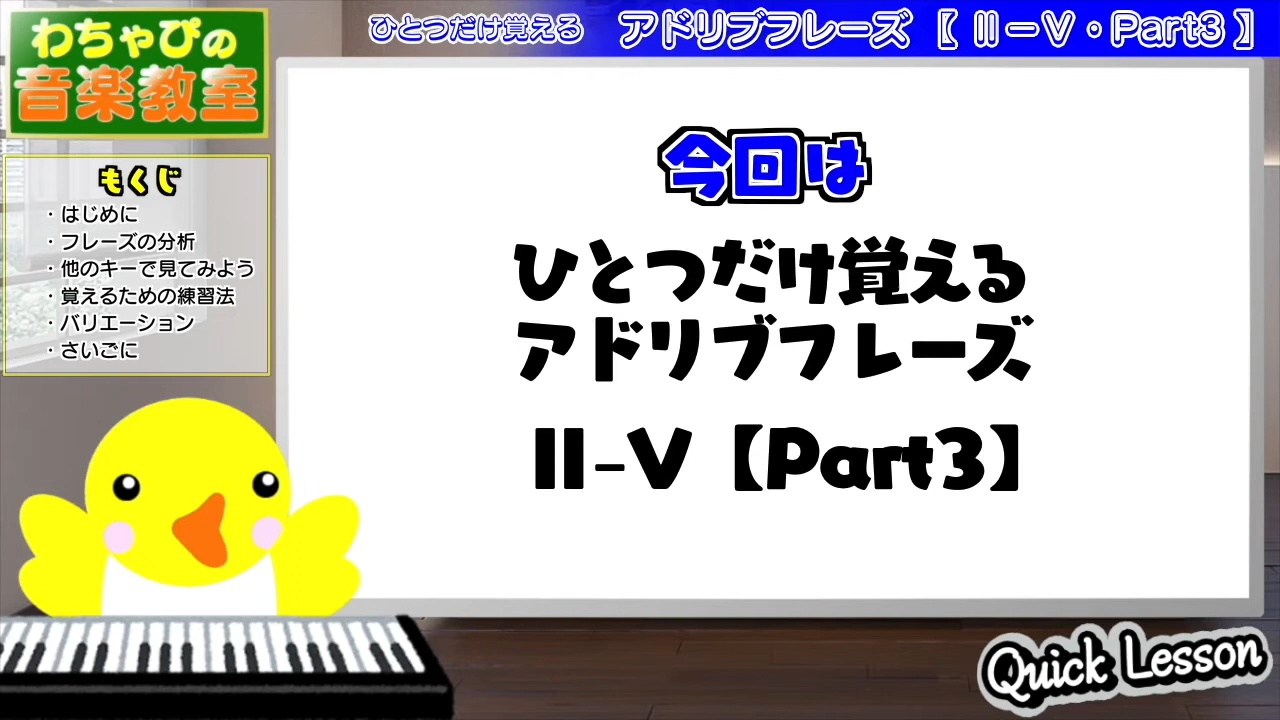 わちゃぴの
音楽教室
ひとつだけ覚える アドリブフレーズ 【 Ⅱ－Ⅴ・Part3 】
もくじ
・はじめに
・フレーズの分析
・他のキーで見てみよう
・覚えるための練習法
・バリエーション
・さいごに
今回は
ひとつだけ覚える
アドリブフレーズ
Ⅱ−Ⅴ【Part3】
Quick Lesson